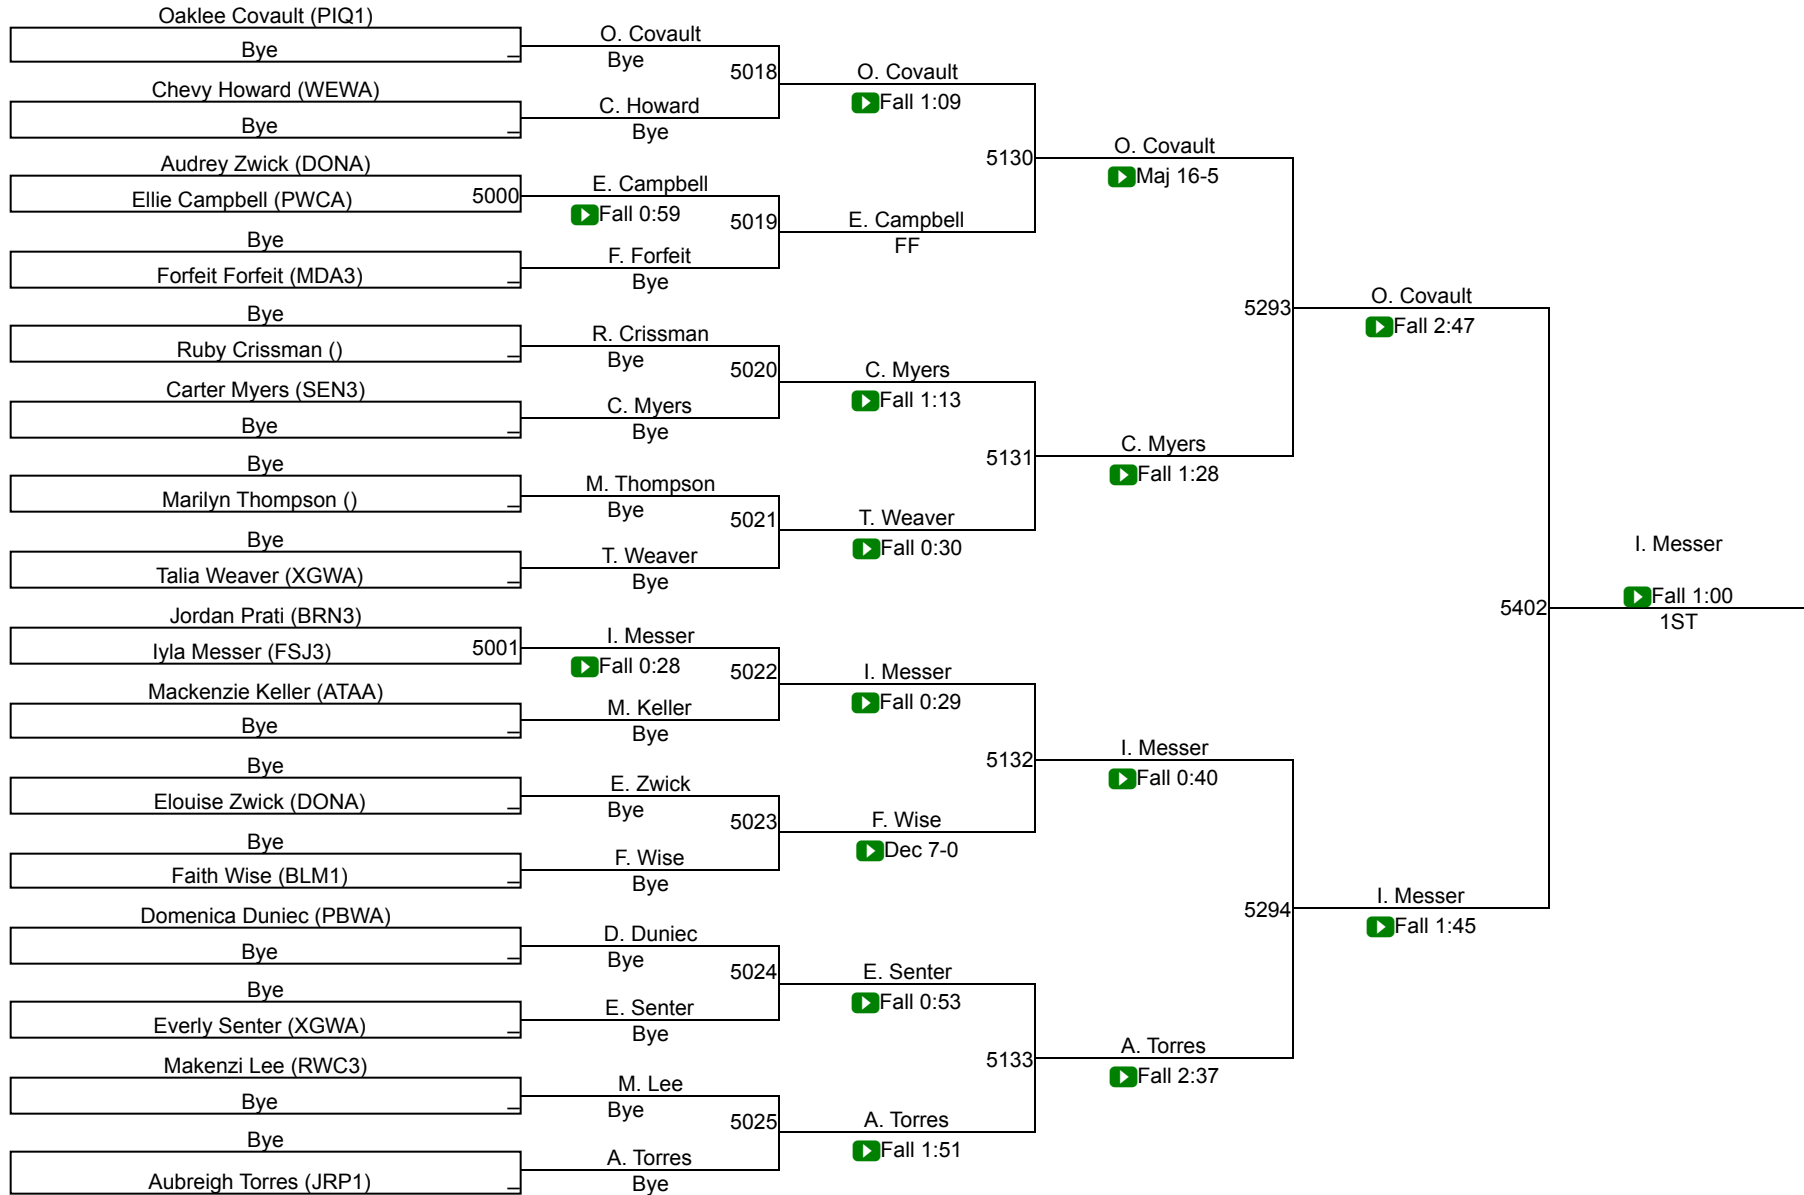 Oaklee Covault (PIQ1)
Bye
Chevy Howard (WEWA)
Bye
Audrey Zwick (DONA)
Ellie Campbell (PWCA) 5000
Bye
Forfeit Forfeit (MDA3)
Bye
Ruby Crissman ()
Carter Myers (SEN3)
Bye
Bye
Marilyn Thompson ()
Bye
Talia Weaver (XGWA)
Jordan Prati (BRN3)
Iyla Messer (FSJ3) 5001
Mackenzie Keller (ATAA)
Bye
Bye
Elouise Zwick (DONA)
Bye
Faith Wise (BLM1)
Domenica Duniec (PBWA)
Bye
Bye
Everly Senter (XGWA)
Makenzi Lee (RWC3)
Bye
Bye
Aubreigh Torres (JRP1)
O. Covault
Bye
5018
C. Howard
Bye
E. Campbell
Fall 0:59
5019
F. Forfeit
Bye
R. Crissman
Bye
5020
C. Myers
Bye
M. Thompson
Bye
5021
T. Weaver
Bye
I. Messer
Fall 0:28
5022
M. Keller
Bye
E. Zwick
Bye
5023
F. Wise
Bye
D. Duniec
Bye
5024
E. Senter
Bye
M. Lee
Bye
5025
A. Torres
Bye
O. Covault
Fall 1:09
5130
E. Campbell
FF
C. Myers
Fall 1:13
5131
T. Weaver
Fall 0:30
I. Messer
Fall 0:29
5132
F. Wise
Dec 7-0
E. Senter
Fall 0:53
5133
A. Torres
Fall 1:51
O. Covault
Maj 16-5
5293
C. Myers
Fall 1:28
I. Messer
Fall 0:40
5294
A. Torres
Fall 2:37
O. Covault
Fall 2:47
5402
I. Messer
Fall 1:45
I. Messer
Fall 1:00
1ST